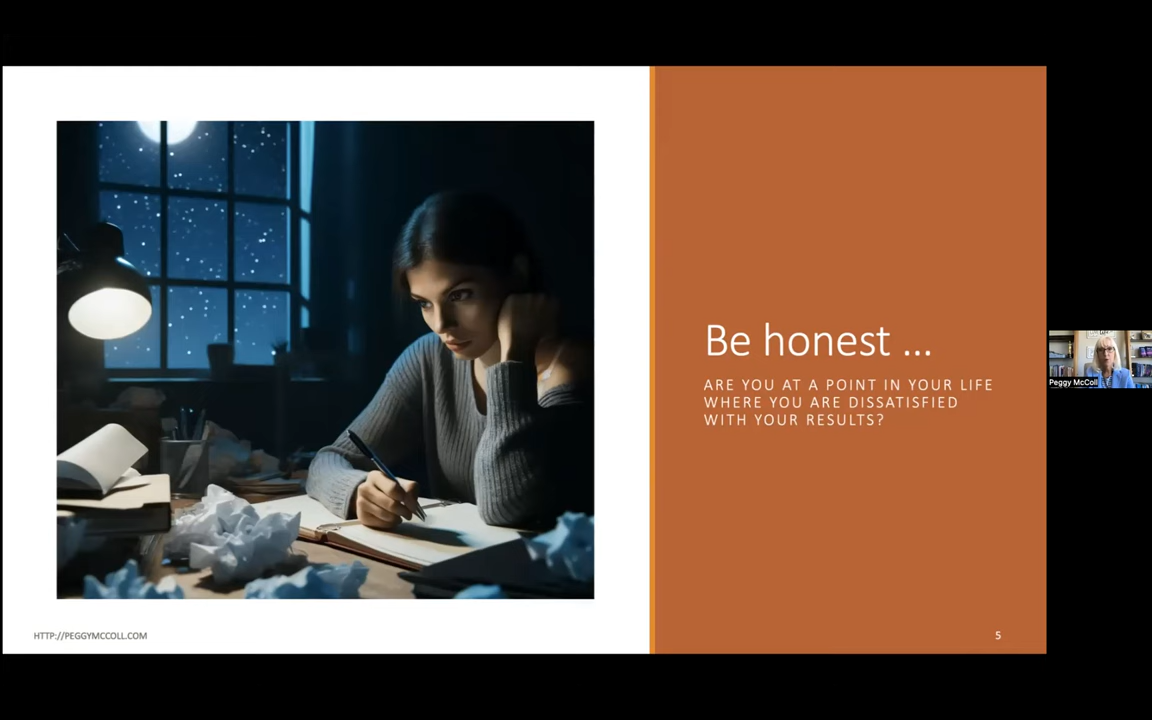 Be honest ...
ARE YOU AT A POINT IN YOUR LIFE
WHERE YOU ARE DISSATISFIED
WITH YOUR RESULTS?
HTTP://PEGGYMCCOLL.COM
5
Peggy McColl